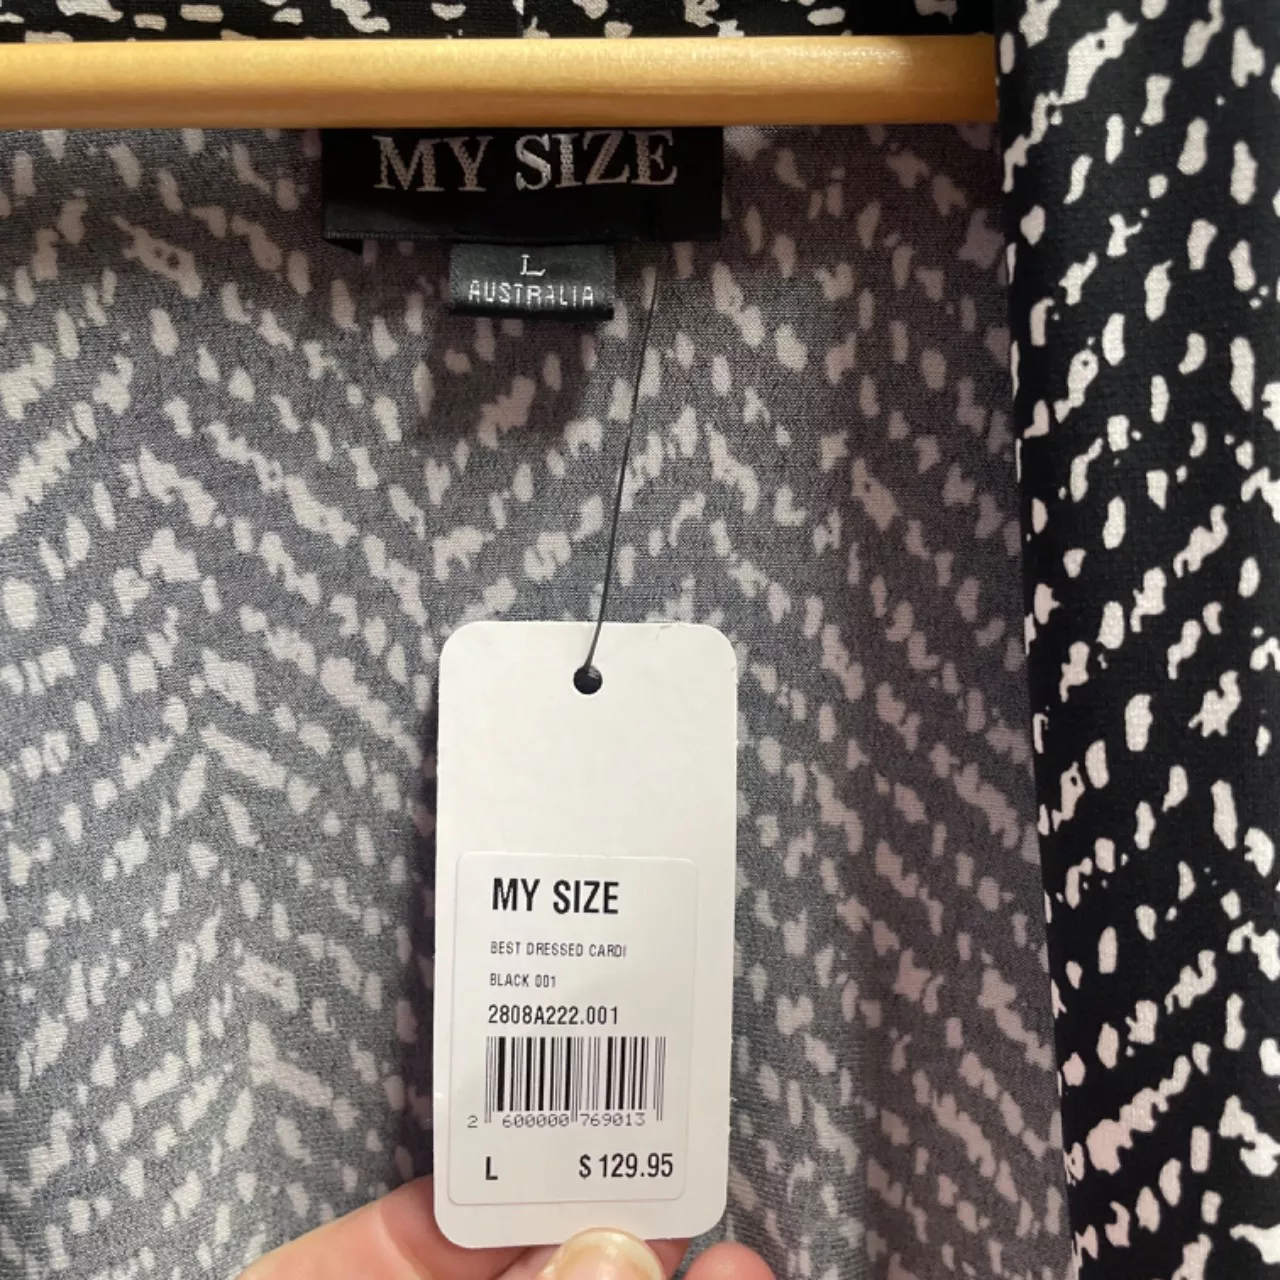 MY SIZE
L
AUSTRALIA
MY SIZE
BEST DRESSED CARDI
BLACK 001
2808A222.001
2 600000 769013
L $129.95